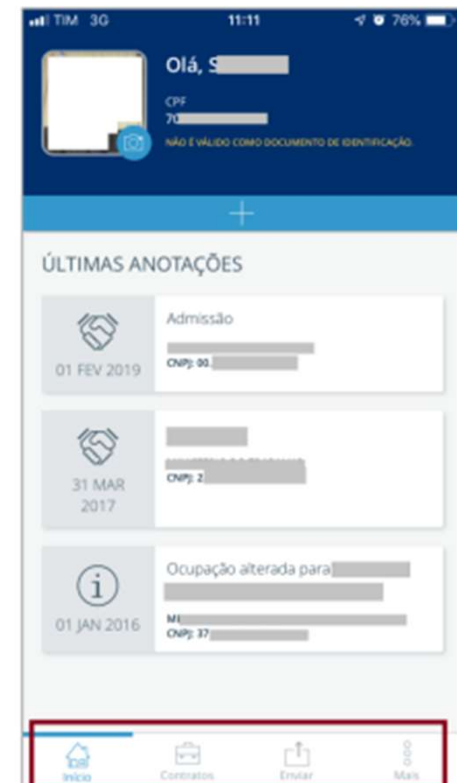 TIM 3G 11:11 76%
Olá, S
CPF
70
NÃO É VÁLIDO COMO DOCUMENTO DE IDENTIFICAÇÃO.
ÚLTIMAS ANOTAÇÕES
Admissão
CNPJ: 00.
01 FEV 2019
CNPJ: 2
31 MAR
2017
Ocupação alterada para
MI
CNPJ: 37
01 JAN 2016
Início Contratos Enviar Mais